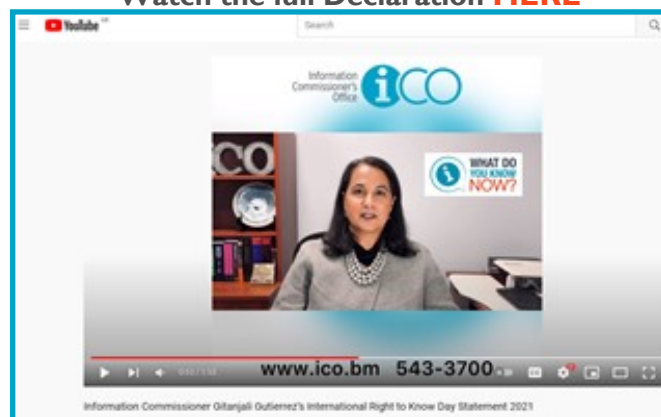 Watch the full Declaration HERE
YouTube
Search
Information
Commissioner's
Office
iCO
ICO
i
WHAT DO
YOU KNOW
NOW?
www.ico.bm 543-3700
Information Commissioner Gitanjali Gutierrez's International Right to Know Day Statement 2021